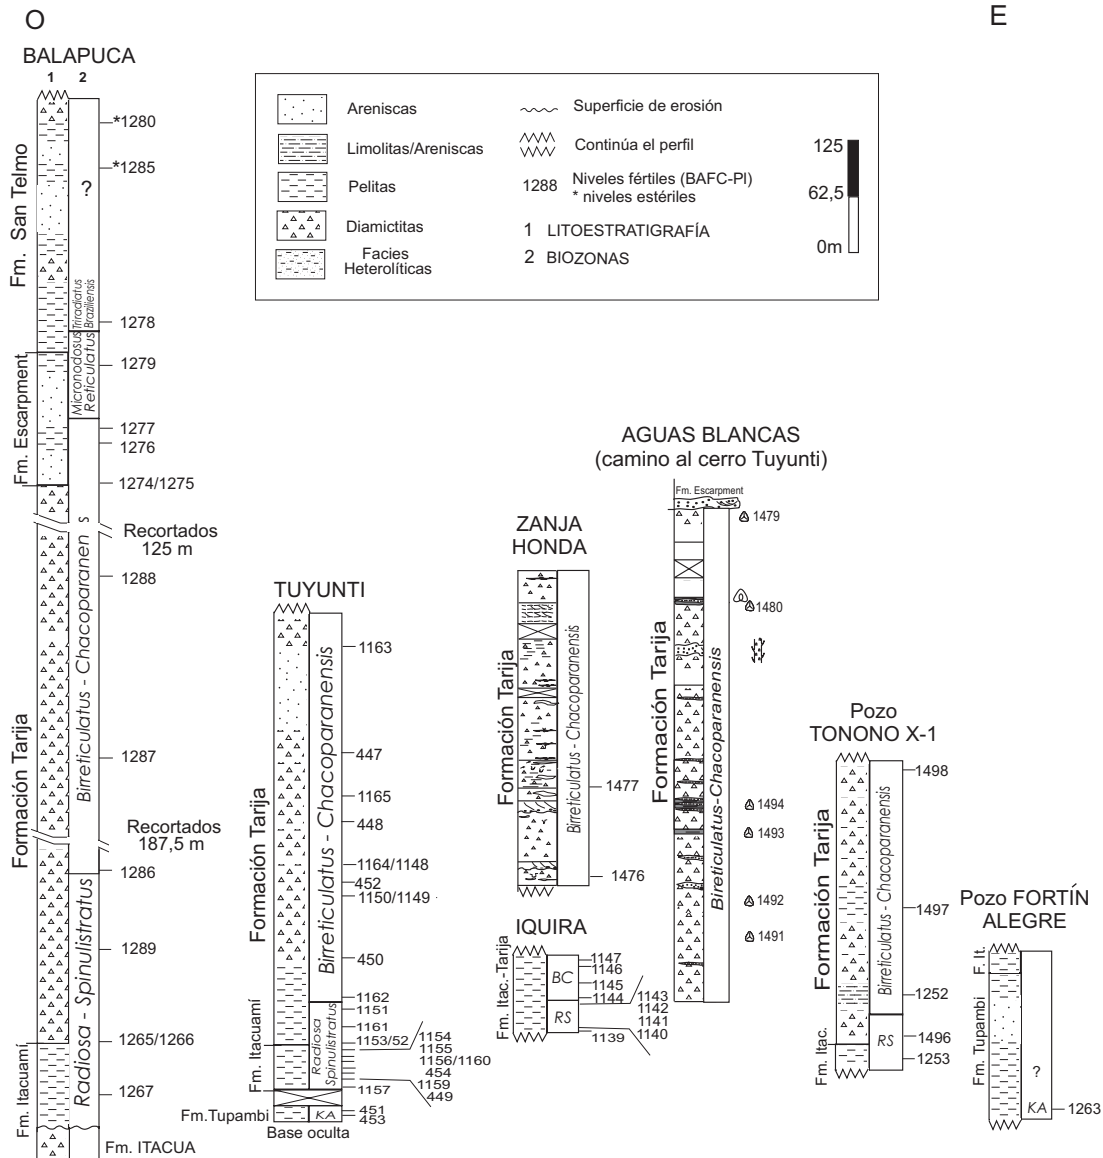 O
E
BALAPUCA
1 2
Areniscas
Limolitas/Areniscas
Pelitas
Diamictitas
Facies
Heterolíticas
Superficie de erosión
Continúa el perfil
1288 Niveles fértiles (BAFC-Pl)
* niveles estériles
1 LITOESTRATIGRAFÍA
2 BIOZONAS
125
62,5
0m
Fm. San Telmo
Fm. Escarpment
Formación Tarija
Fm. Itacuamí
Fm. ITACUA
?
Triradiatus
Braziliensis
Micronodosus
Reticulatus
Birreticulatus - Chacoparanen s
Radiosa - Spinulistratus
*1280
*1285
1278
1279
1277
1276
1274/1275
Recortados
125 m
1288
1287
Recortados
187,5 m
1286
1289
1265/1266
1267
TUYUNTI
Formación Tarija
Fm. Itacuamí
Fm.Tupambi
Base oculta
Birreticulatus - Chacoparanensis
Radiosa
Spinulistratus
KA
1163
447
1165
448
1164/1148
452
1150/1149
450
1162
1151
1161
1153/52
1154
1155
1156/1160
454
1159
449
1157
451
453
ZANJA
HONDA
Formación Tarija
Birreticulatus - Chacoparanensis
1477
1476
IQUIRA
Fm. Itac.-Tarija
BC
RS
1147
1146
1145
1144
1143
1142
1141
1140
1139
AGUAS BLANCAS
(camino al cerro Tuyunti)
Fm. Escarpment
Formación Tarija
Birreticulatus-Chacoparanensis
1479
1480
1494
1493
1492
1491
Pozo
TONONO X-1
Formación Tarija
Fm. Itac.
Birreticulatus - Chacoparanensis
RS
1498
1497
1252
1496
1253
Pozo FORTÍN
ALEGRE
F. It.
Fm. Tupambi
?
KA
1263